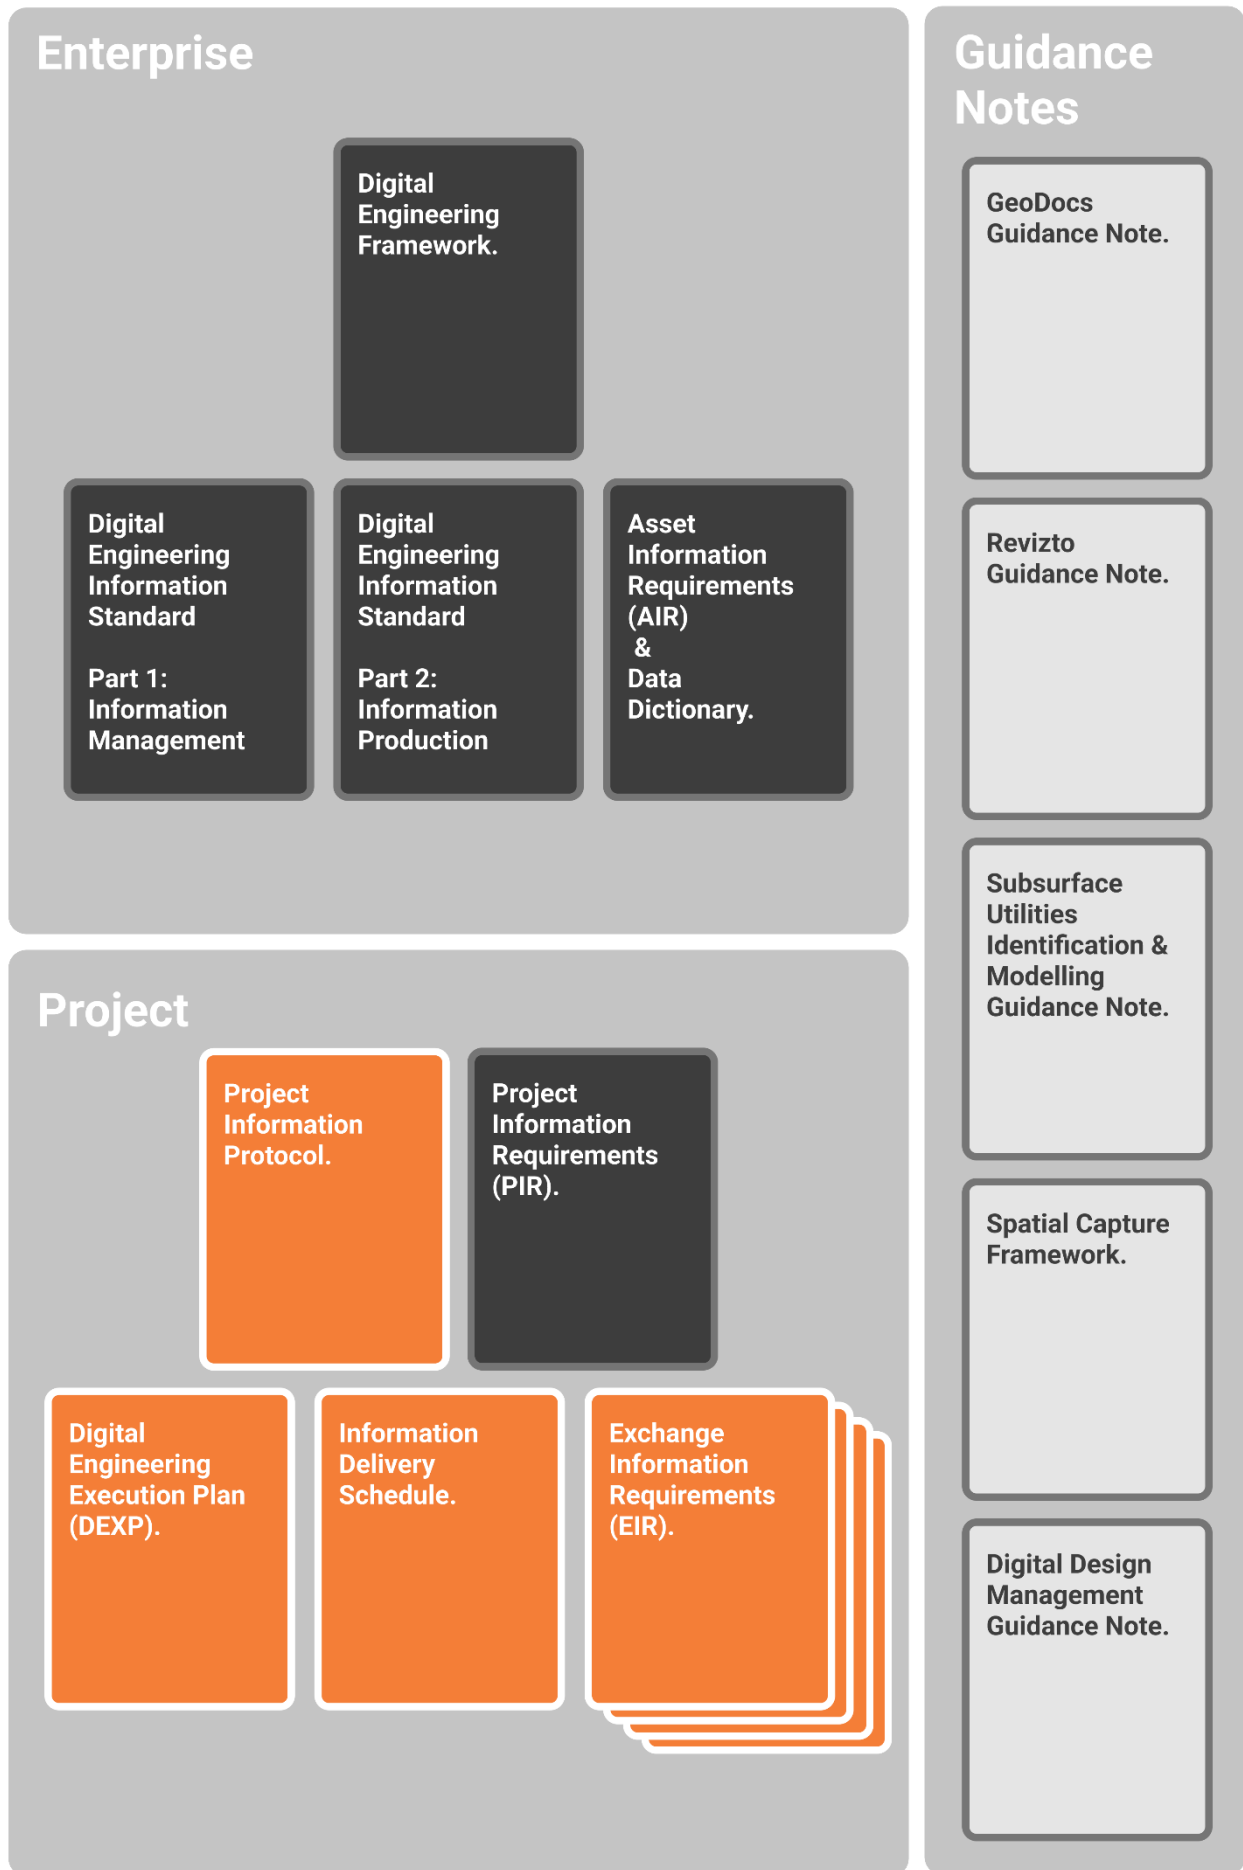 Enterprise
Digital
Engineering
Framework.
Digital
Engineering
Information
Standard
Part 1:
Information
Management
Digital
Engineering
Information
Standard
Part 2:
Information
Production
Asset
Information
Requirements
(AIR)
&
Data
Dictionary.
Project
Project
Information
Protocol.
Project
Information
Requirements
(PIR).
Digital
Engineering
Execution Plan
(DEXP).
Information
Delivery
Schedule.
Exchange
Information
Requirements
(EIR).
Guidance
Notes
GeoDocs
Guidance Note.
Revizto
Guidance Note.
Subsurface
Utilities
Identification &
Modelling
Guidance Note.
Spatial Capture
Framework.
Digital Design
Management
Guidance Note.